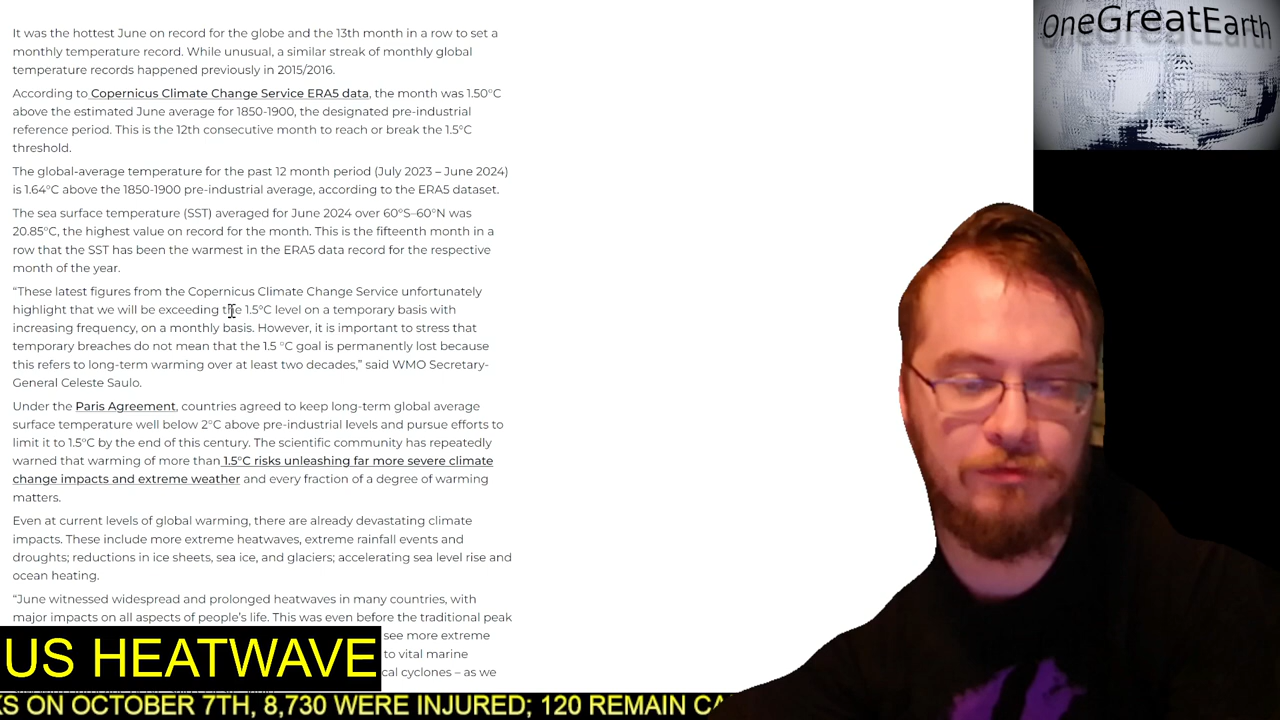 It was the hottest June on record for the globe and the 13th month in a row to set a
monthly temperature record. While unusual, a similar streak of monthly global
temperature records happened previously in 2015/2016.
According to Copernicus Climate Change Service ERA5 data, the month was 1.50°C
above the estimated June average for 1850-1900, the designated pre-industrial
reference period. This is the 12th consecutive month to reach or break the 1.5°C
threshold.
The global-average temperature for the past 12 month period (July 2023 – June 2024)
is 1.64°C above the 1850-1900 pre-industrial average, according to the ERA5 dataset.
The sea surface temperature (SST) averaged for June 2024 over 60°S–60°N was
20.85°C, the highest value on record for the month. This is the fifteenth month in a
row that the SST has been the warmest in the ERA5 data record for the respective
month of the year.
“These latest figures from the Copernicus Climate Change Service unfortunately
highlight that we will be exceeding the 1.5°C level on a temporary basis with
increasing frequency, on a monthly basis. However, it is important to stress that
temporary breaches do not mean that the 1.5 °C goal is permanently lost because
this refers to long-term warming over at least two decades,” said WMO Secretary-
General Celeste Saulo.
Under the Paris Agreement, countries agreed to keep long-term global average
surface temperature well below 2°C above pre-industrial levels and pursue efforts to
limit it to 1.5°C by the end of this century. The scientific community has repeatedly
warned that warming of more than 1.5°C risks unleashing far more severe climate
change impacts and extreme weather and every fraction of a degree of warming
matters.
Even at current levels of global warming, there are already devastating climate
impacts. These include more extreme heatwaves, extreme rainfall events and
droughts; reductions in ice sheets, sea ice, and glaciers; accelerating sea level rise and
ocean heating.
“June witnessed widespread and prolonged heatwaves in many countries, with
major impacts on all aspects of people’s life. This was even before the traditional peak
see more extreme
to vital marine
cal cyclones – as we
OneGreatEarth
US HEATWAVE
KS ON OCTOBER 7TH, 8,730 WERE INJURED; 120 REMAIN CA